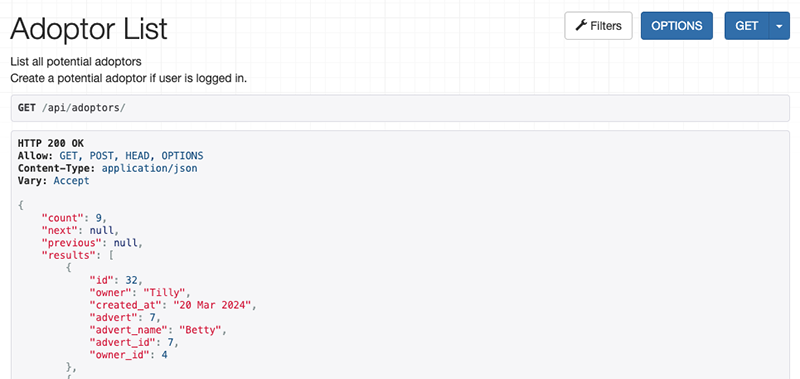 Adoptor List
Filters
OPTIONS
GET
List all potential adoptors
Create a potential adoptor if user is logged in.
GET /api/adoptors/
HTTP 200 OK
Allow: GET, POST, HEAD, OPTIONS
Content-Type: application/json
Vary: Accept
{
    "count": 9,
    "next": null,
    "previous": null,
    "results": [
        {
            "id": 32,
            "owner": "Tilly",
            "created_at": "20 Mar 2024",
            "advert": 7,
            "advert_name": "Betty",
            "advert_id": 7,
            "owner_id": 4
        },
        {